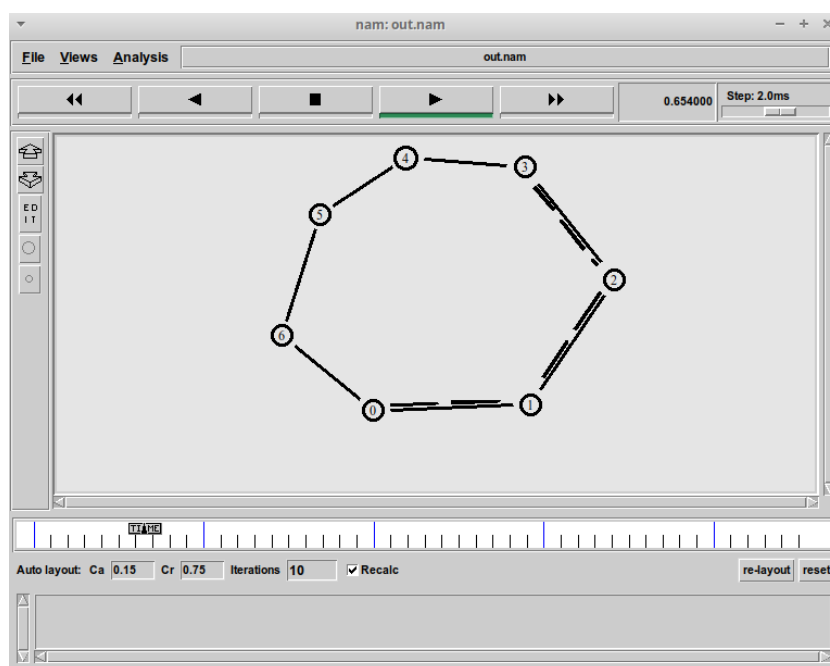 nam: out.nam
File Views Analysis out.nam
0.654000 Step: 2.0ms
4
3
ED
IT
5
2
6
0
1
TIME
Auto layout: Ca 0.15 Cr 0.75 Iterations 10 Recalc re-layout reset